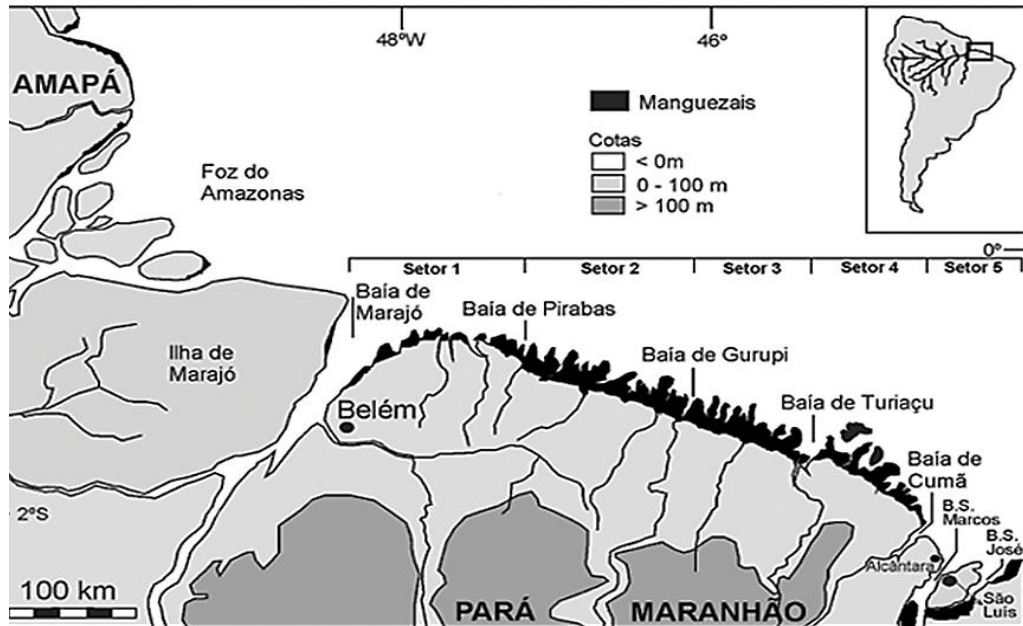 48°W
46°
AMAPÁ
Manguezais
Cotas
< 0m
0 - 100 m
> 100 m
Foz do
Amazonas
0°
Setor 1
Setor 2
Setor 3
Setor 4
Setor 5
Baía de
Marajó
Baía de Pirabas
Ilha de
Marajó
Baía de Gurupi
Belém
Baía de Turiaçu
Baía de
Cumã
2°S
B.S.
Marcos
B.S.
José
Alcântara
100 km
PARÁ
MARANHÃO
São
Luís